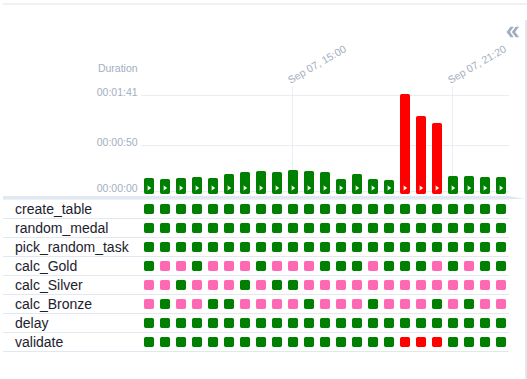 «
Sep 07, 15:00
Sep 07, 21:20
Duration
00:01:41
00:00:50
00:00:00
create_table
random_medal
pick_random_task
calc_Gold
calc_Silver
calc_Bronze
delay
validate